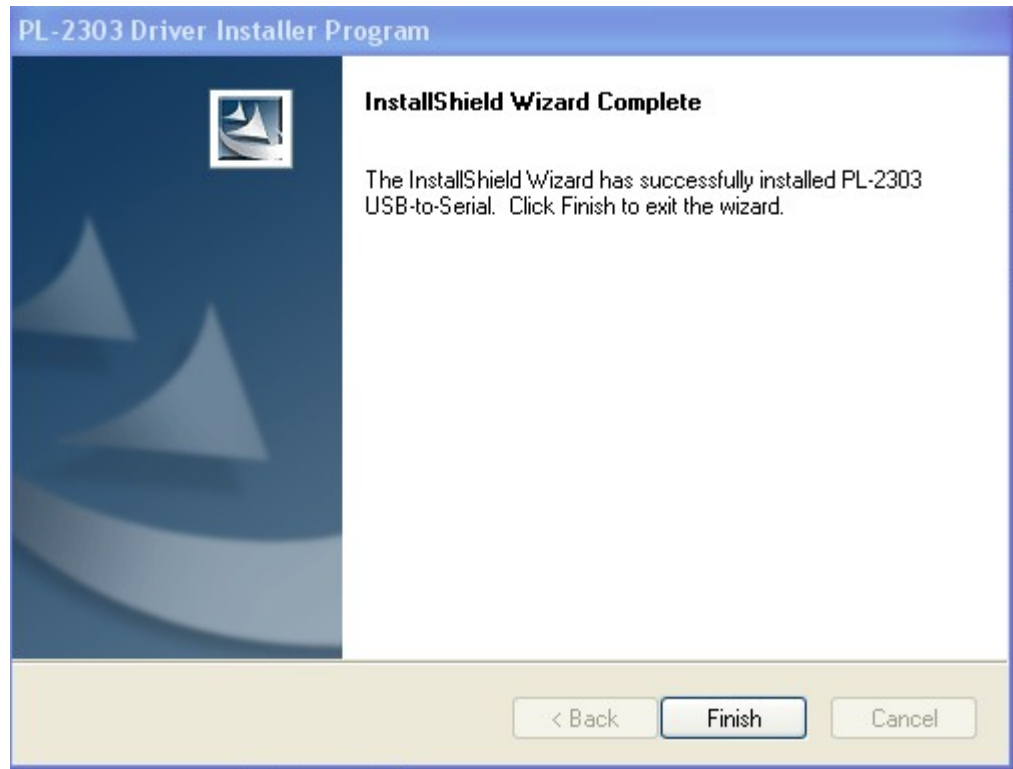 PL-2303 Driver Installer Program
InstallShield Wizard Complete
The InstallShield Wizard has successfully installed PL-2303
USB-to-Serial.  Click Finish to exit the wizard.
< Back
Finish
Cancel